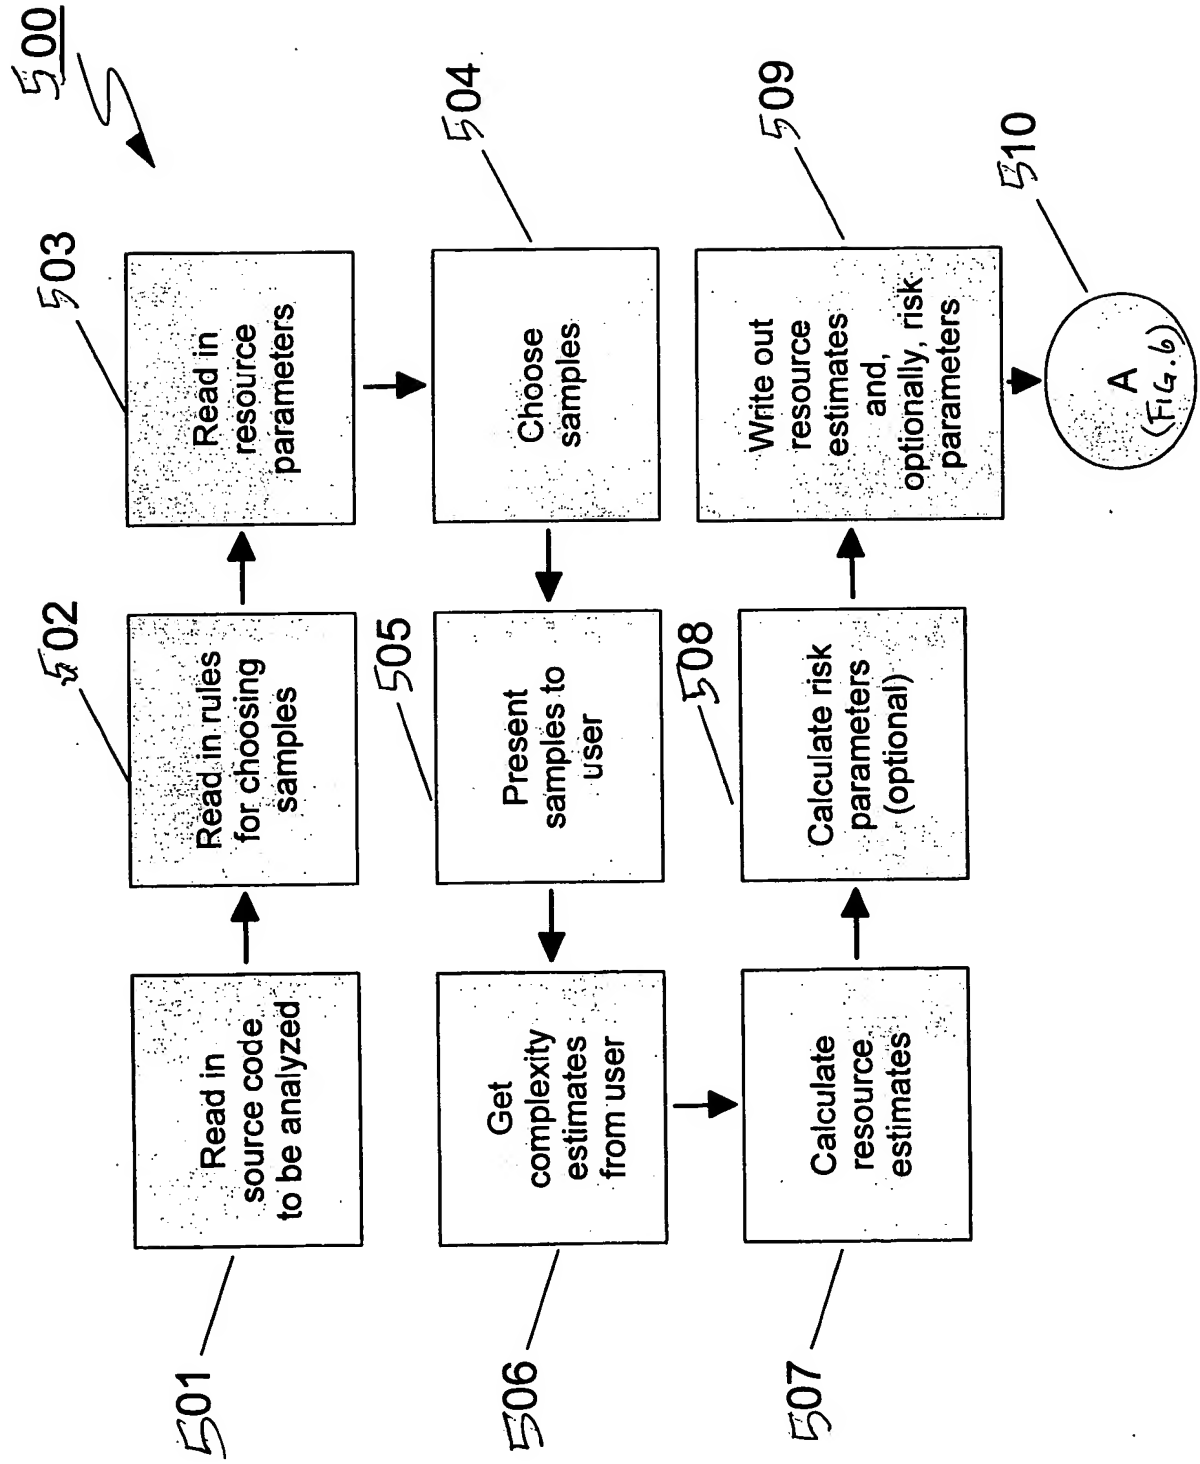 500
501
Read in
source code
to be analyzed
502
Read in rules
for choosing
samples
503
Read in
resource
parameters
504
Choose
samples
505
Present
samples to
user
506
Get
complexity
estimates
from user
507
Calculate
resource
estimates
508
Calculate risk
parameters
(optional)
509
Write out
resource
estimates
and,
optionally, risk
parameters
510
A
(FIG.6)